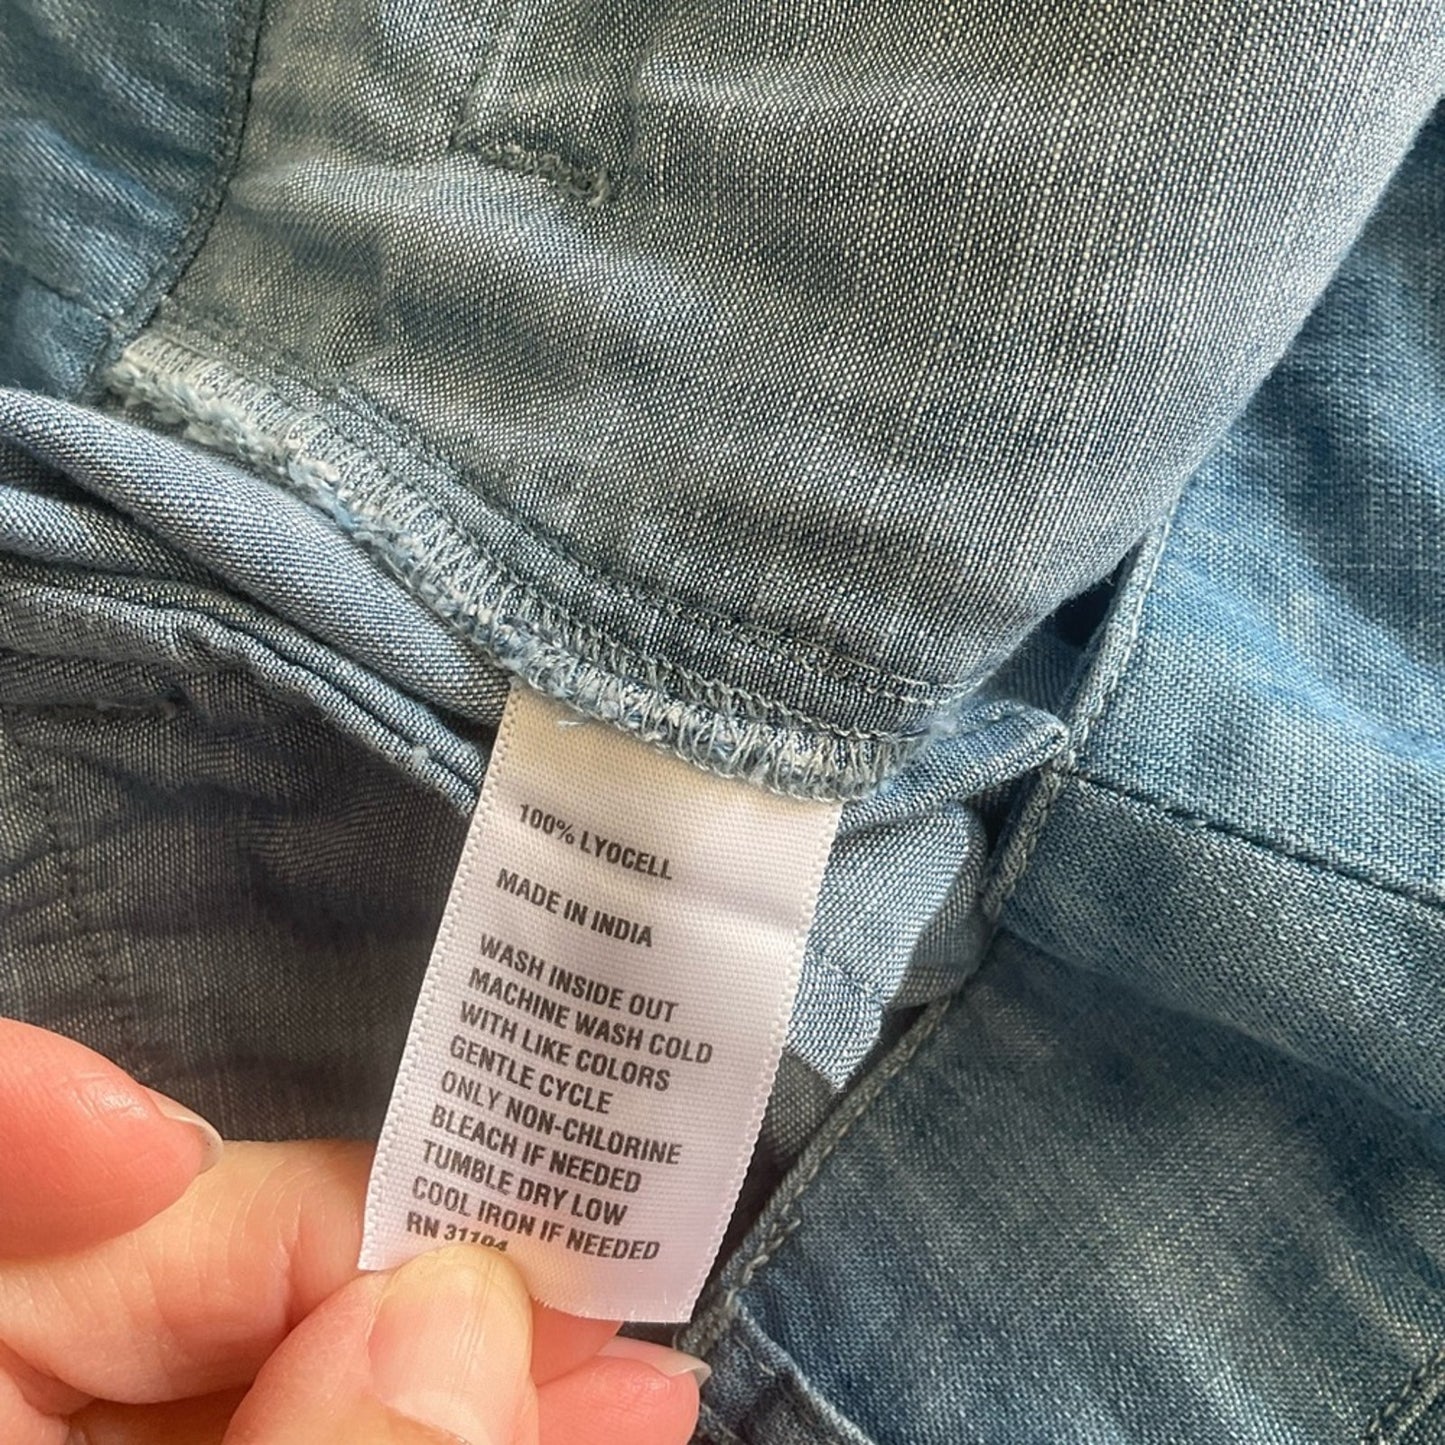 100% LYOCELL
MADE IN INDIA
WASH INSIDE OUT
MACHINE WASH COLD
WITH LIKE COLORS
GENTLE CYCLE
ONLY NON-CHLORINE
BLEACH IF NEEDED
TUMBLE DRY LOW
COOL IRON IF NEEDED
RN